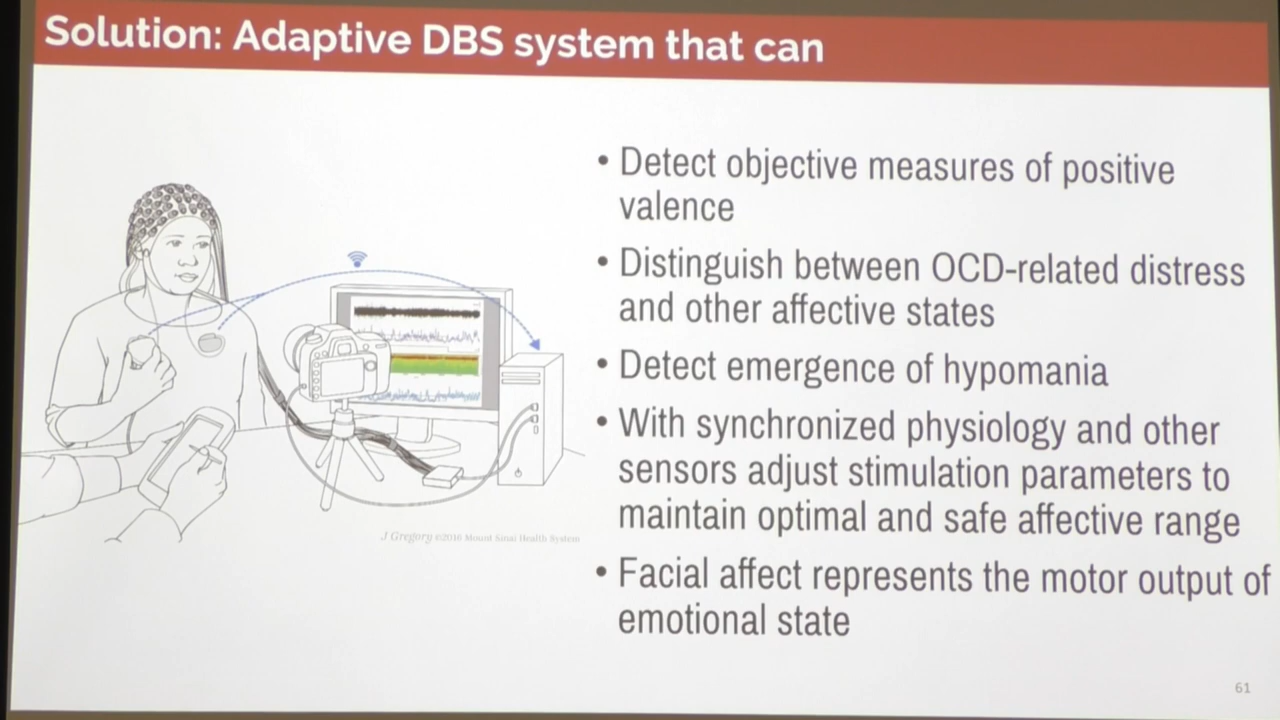 Solution: Adaptive DBS system that can
• Detect objective measures of positive
valence
• Distinguish between OCD-related distress
and other affective states
• Detect emergence of hypomania
• With synchronized physiology and other
sensors adjust stimulation parameters to
maintain optimal and safe affective range
• Facial affect represents the motor output of
emotional state
J Gregory ©2016 Mount Sinai Health System
61